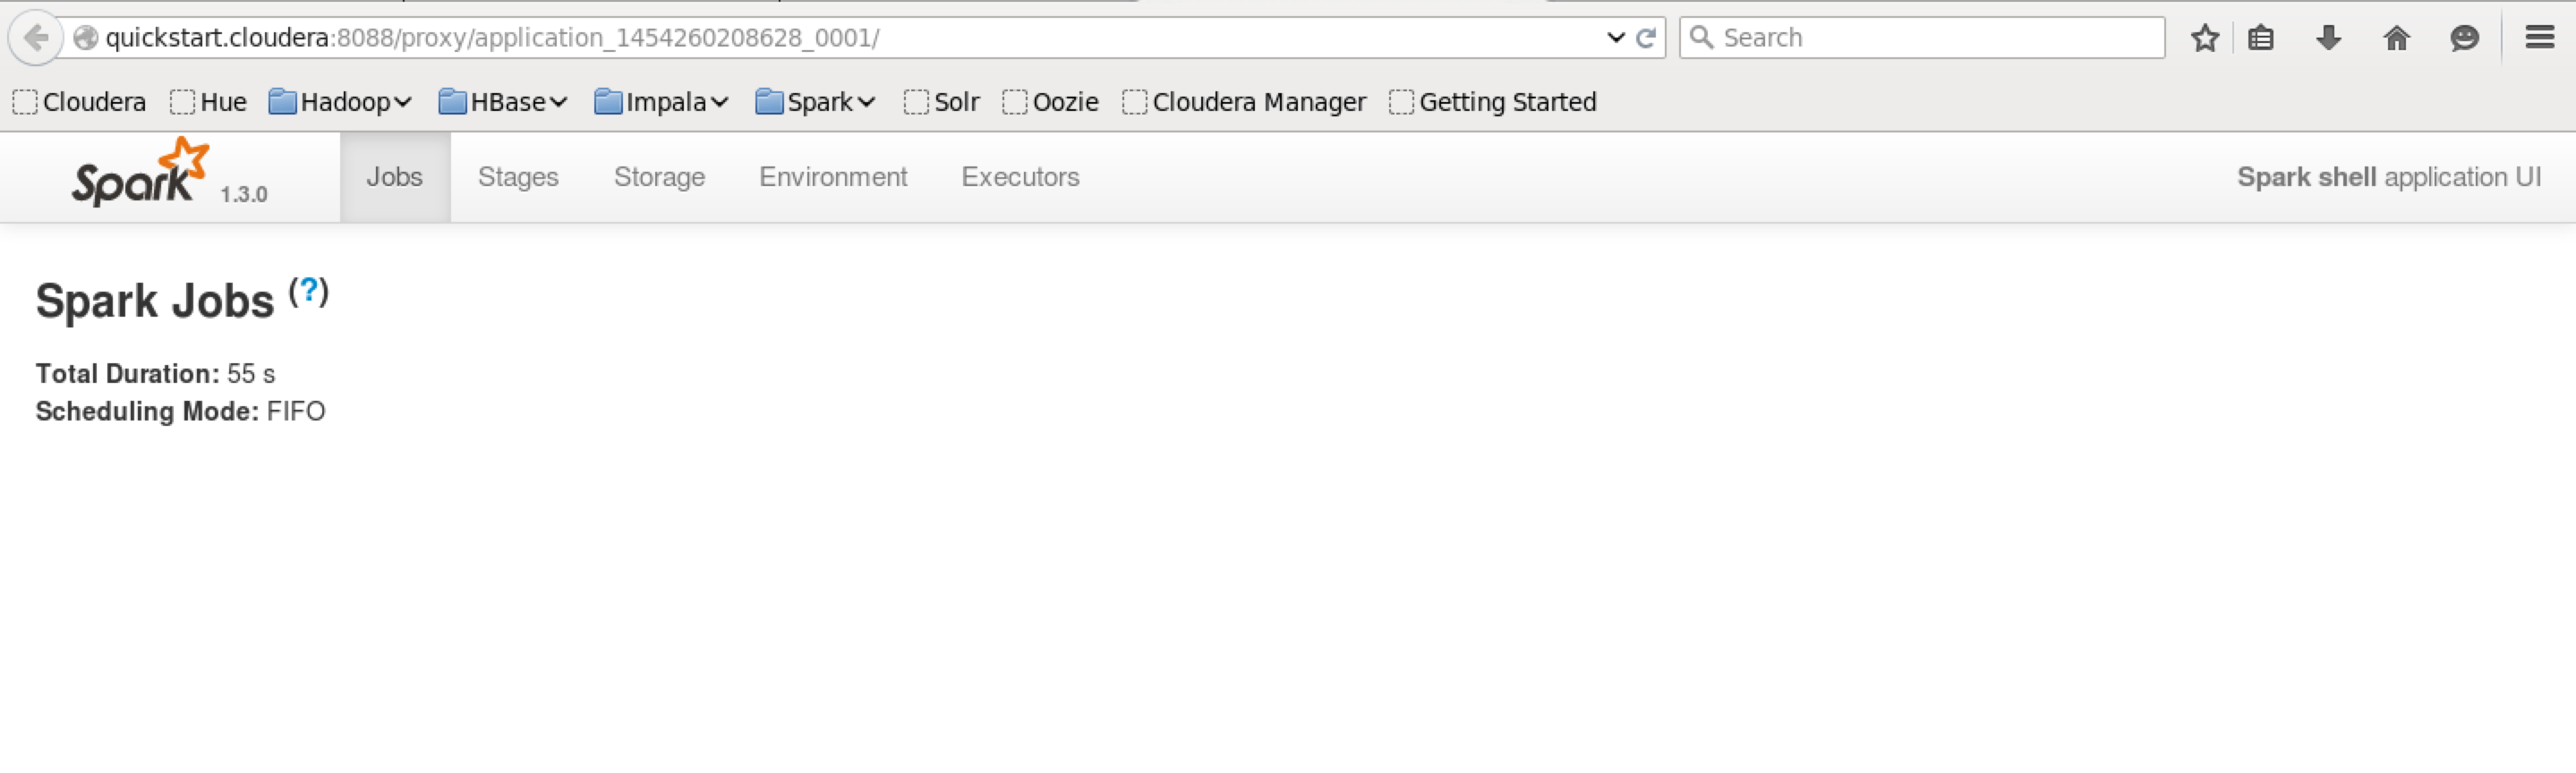 quickstart.cloudera:8088/proxy/application_1454260208628_0001/ Search
Cloudera Hue Hadoop HBase Impala Spark Solr Oozie Cloudera Manager Getting Started
Spark 1.3.0 Jobs Stages Storage Environment Executors Spark shell application UI
Spark Jobs (?)
Total Duration: 55 s
Scheduling Mode: FIFO